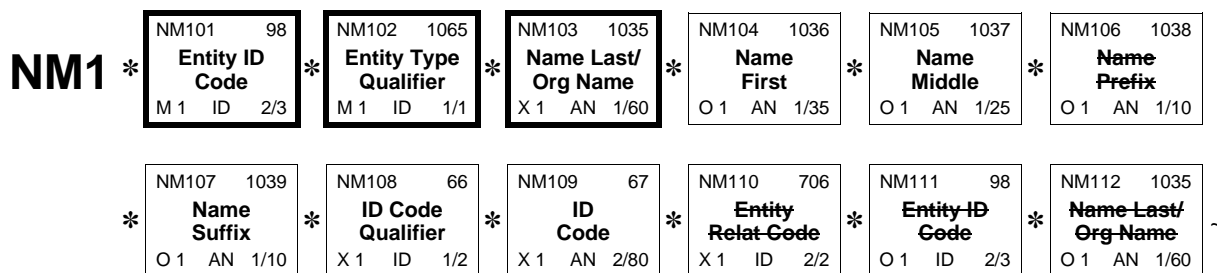 NM101 98 NM102 1065 NM103 1035 NM104 1036 NM105 1037 NM106 1038
NM1 * Entity ID Code * Entity Type Qualifier * Name Last/ Org Name * Name First * Name Middle * Name Prefix
M 1 ID 2/3 M 1 ID 1/1 X 1 AN 1/60 O 1 AN 1/35 O 1 AN 1/25 O 1 AN 1/10
NM107 1039 NM108 66 NM109 67 NM110 706 NM111 98 NM112 1035
* Name Suffix * ID Code Qualifier * ID Code * Entity Relat Code * Entity ID Code * Name Last/ Org Name ~
O 1 AN 1/10 X 1 ID 1/2 X 1 AN 2/80 X 1 ID 2/2 O 1 ID 2/3 O 1 AN 1/60